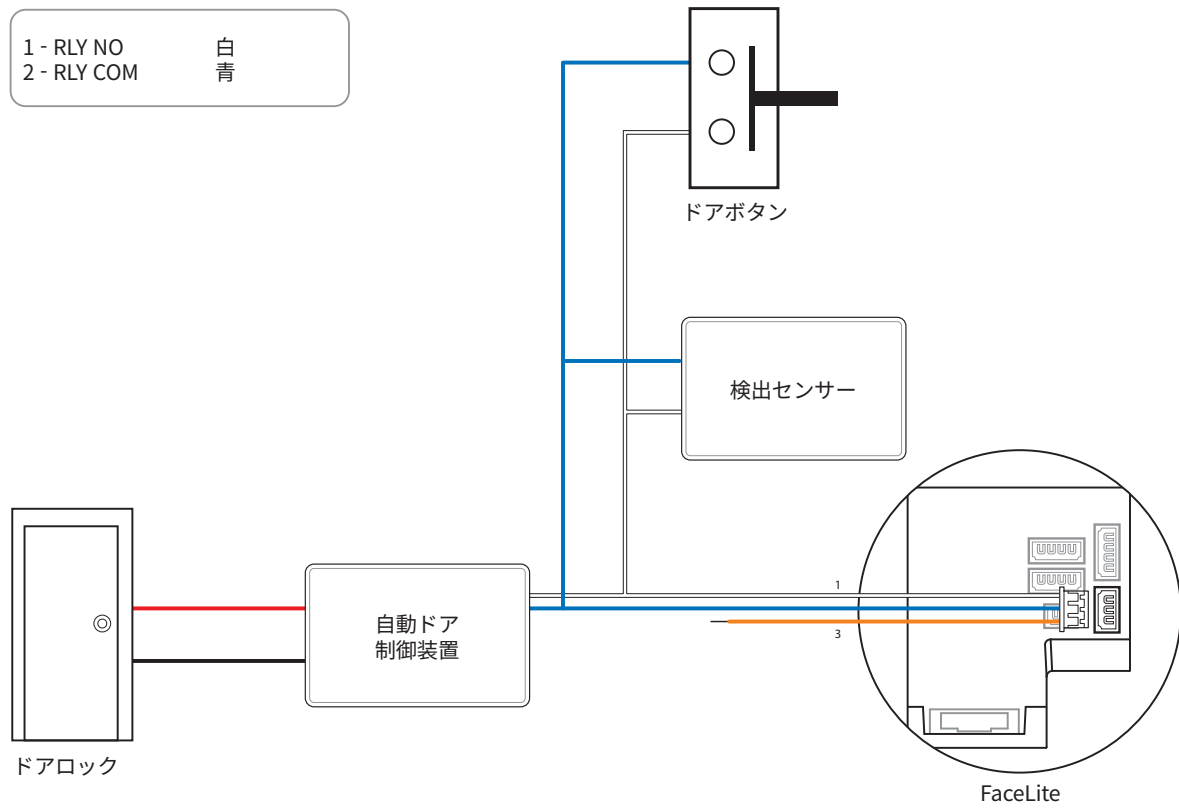 1 - RLY NO 白
2 - RLY COM 青
ドアボタン
検出センサー
1
3
自動ドア
制御装置
ドアロック
FaceLite